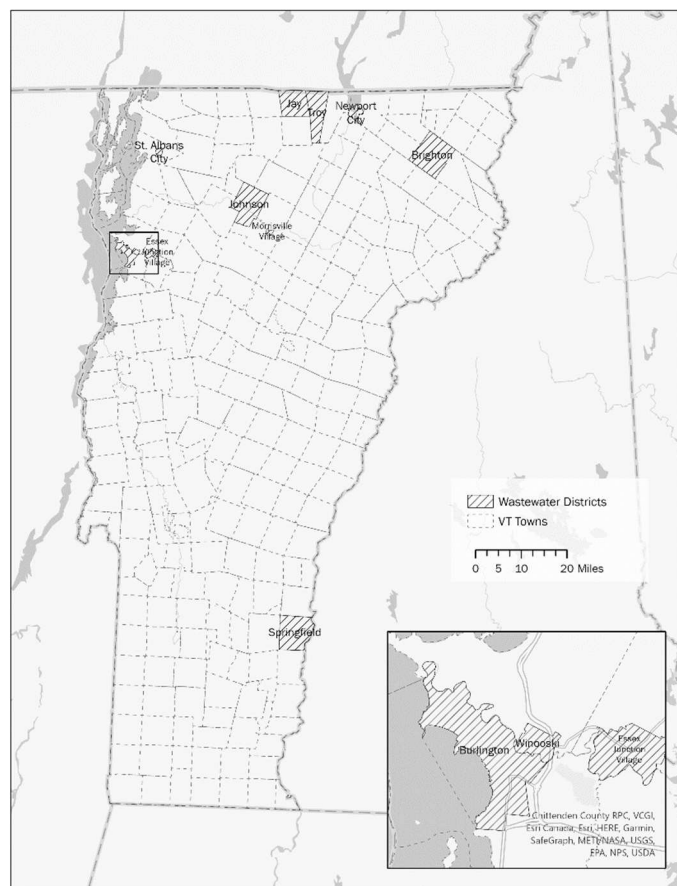 Jay
Troy
Newport
City
St. Albans
City
Brighton
Johnson
Morrisville
Village
Essex
Junction
Village
Wastewater Districts
VT Towns
0 5 10 20 Miles
Springfield
Burlington
Winooski
Essex
Junction
Village
Chittenden County RPC, VCGI,
Esri Canada, Esri, HERE, Garmin,
SafeGraph, METI/NASA, USGS,
EPA, NPS, USDA